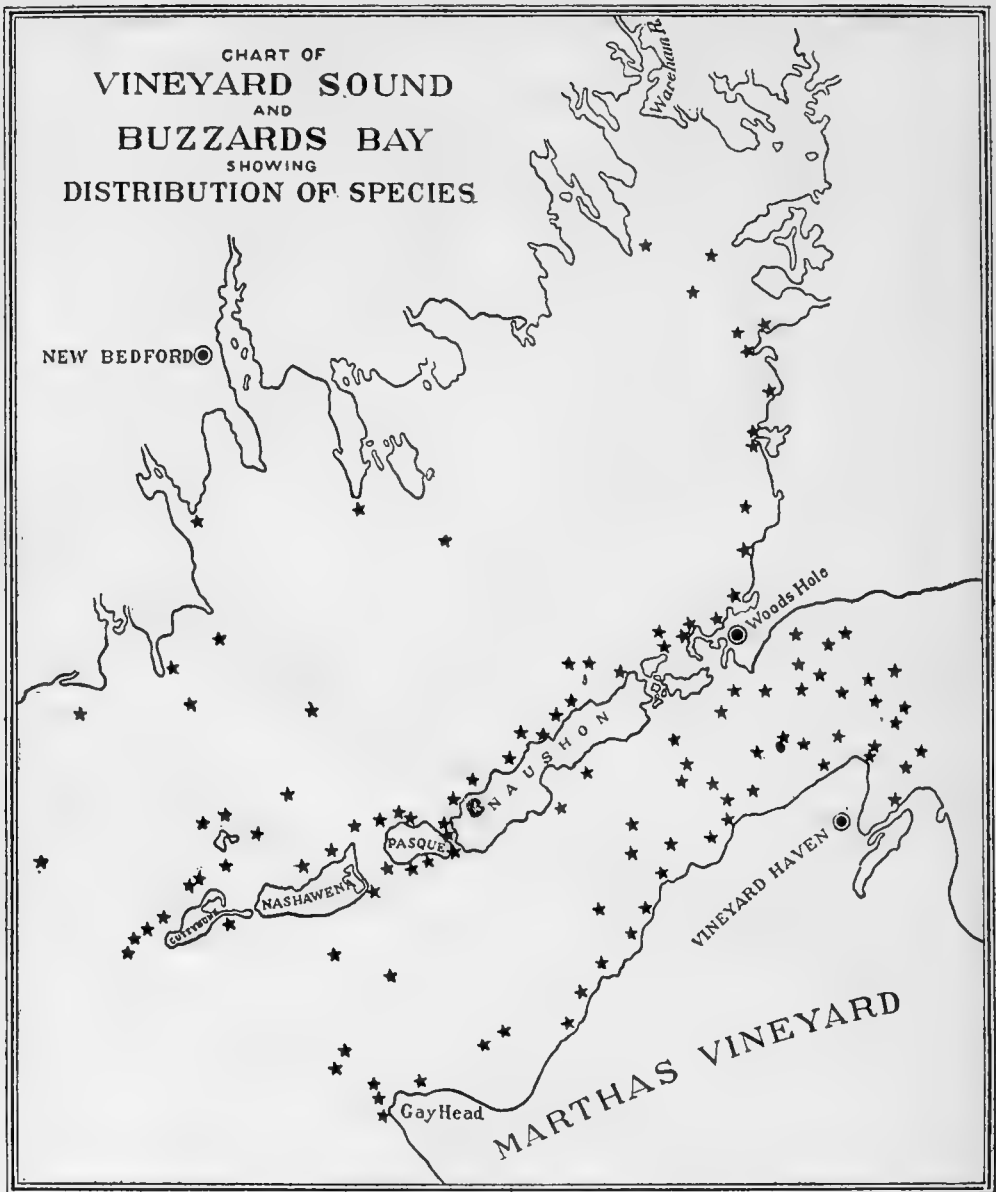 CHART OF
VINEYARD SOUND
AND
BUZZARDS BAY
SHOWING
DISTRIBUTION OF SPECIES
Wareham R.
NEW BEDFORD
Woods Hole
NAUSHON
PASQUE
NASHAWENA
CUTTYHUNK
VINEYARD HAVEN
MARTHAS VINEYARD
Gay Head